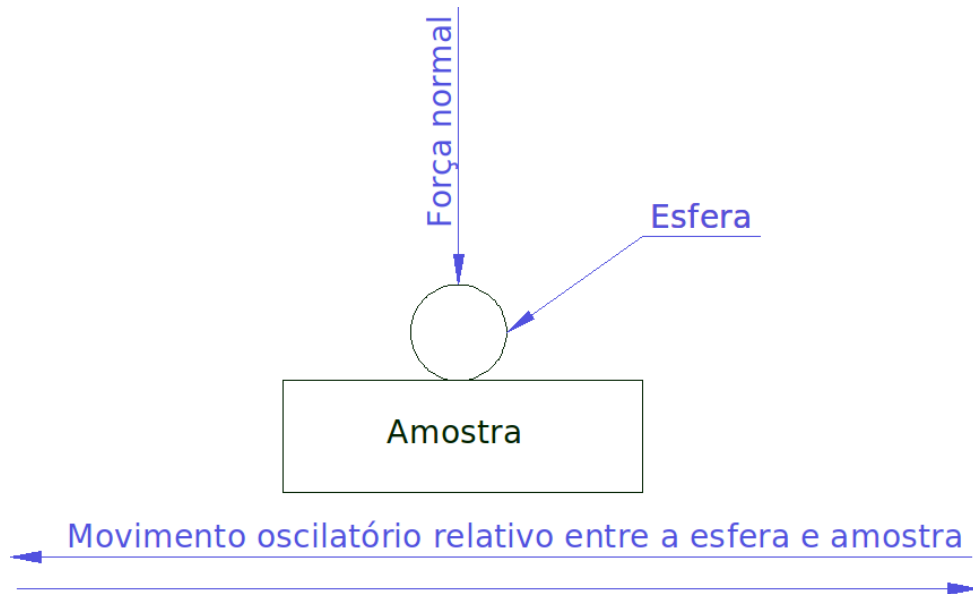 Força normal
Esfera
Amostra
Movimento oscilatório relativo entre a esfera e amostra